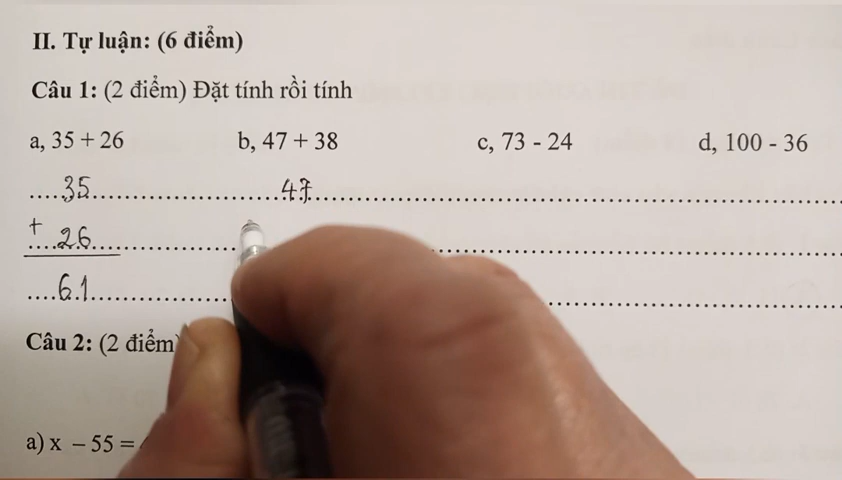 II. Tự luận: (6 điểm)
Câu 1: (2 điểm) Đặt tính rồi tính
a, 35 + 26 b, 47 + 38 c, 73 - 24 d, 100 - 36
35 47
+
26
61
Câu 2: (2 điểm
a) x - 55 =